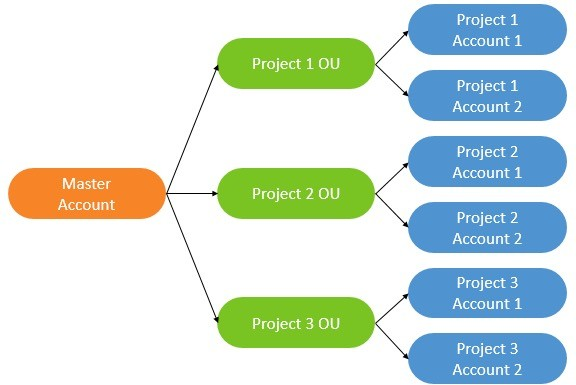 Master
Account
Project 1 OU
Project 2 OU
Project 3 OU
Project 1
Account 1
Project 1
Account 2
Project 2
Account 1
Project 2
Account 2
Project 3
Account 1
Project 3
Account 2